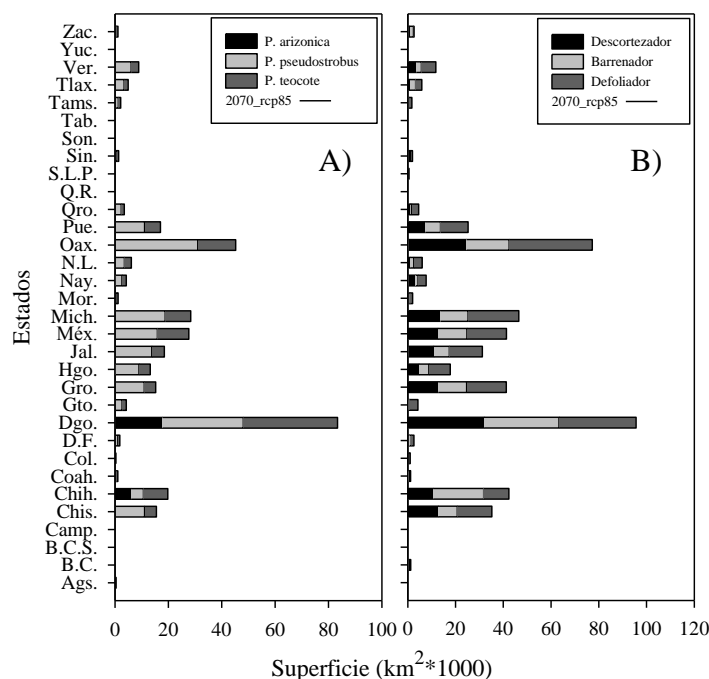 Estados
Zac.
Yuc.
Ver.
Tlax.
Tams.
Tab.
Son.
Sin.
S.L.P.
Q.R.
Qro.
Pue.
Oax.
N.L.
Nay.
Mor.
Mich.
Méx.
Jal.
Hgo.
Gro.
Gto.
Dgo.
D.F.
Col.
Coah.
Chih.
Chis.
Camp.
B.C.S.
B.C.
Ags.
P. arizonica
P. pseudostrobus
P. teocote
2070_rcp85
A)
0 20 40 60 80 100
Descortezador
Barrenador
Defoliador
2070_rcp85
B)
0 20 40 60 80 100 120
Superficie (km²*1000)